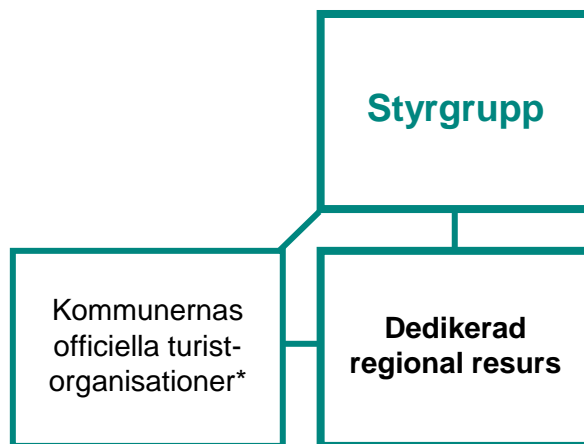 Styrgrupp
Kommunernas
officiella turist-
organisationer*
Dedikerad
regional resurs